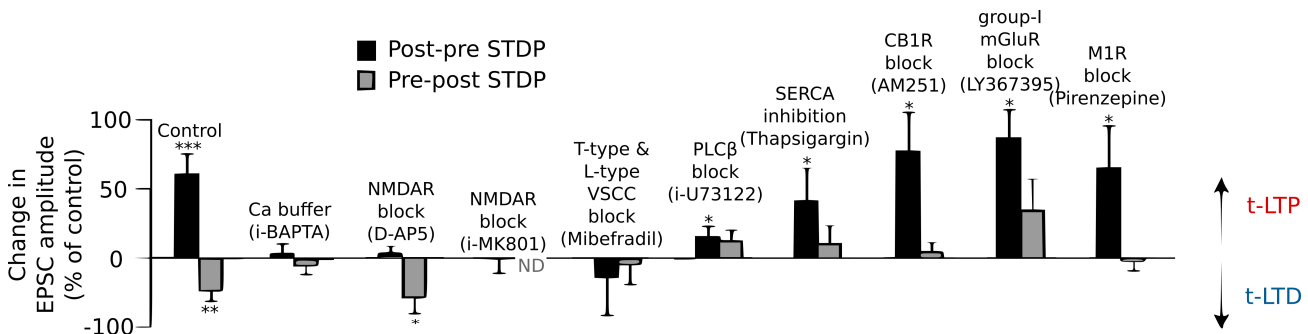 Post-pre STDP
Pre-post STDP
Change in
EPSC amplitude
(% of control)
100
50
0
-100
Control
***
**
Ca buffer
(i-BAPTA)
NMDAR
block
(D-AP5)
*
NMDAR
block
(i-MK801)
ND
T-type &
L-type
VSCC
block
(Mibefradil)
PLCβ
block
(i-U73122)
*
SERCA
inhibition
(Thapsigargin)
*
CB1R
block
(AM251)
*
group-I
mGluR
block
(LY367395)
*
M1R
block
(Pirenzepine)
*
t-LTP
t-LTD